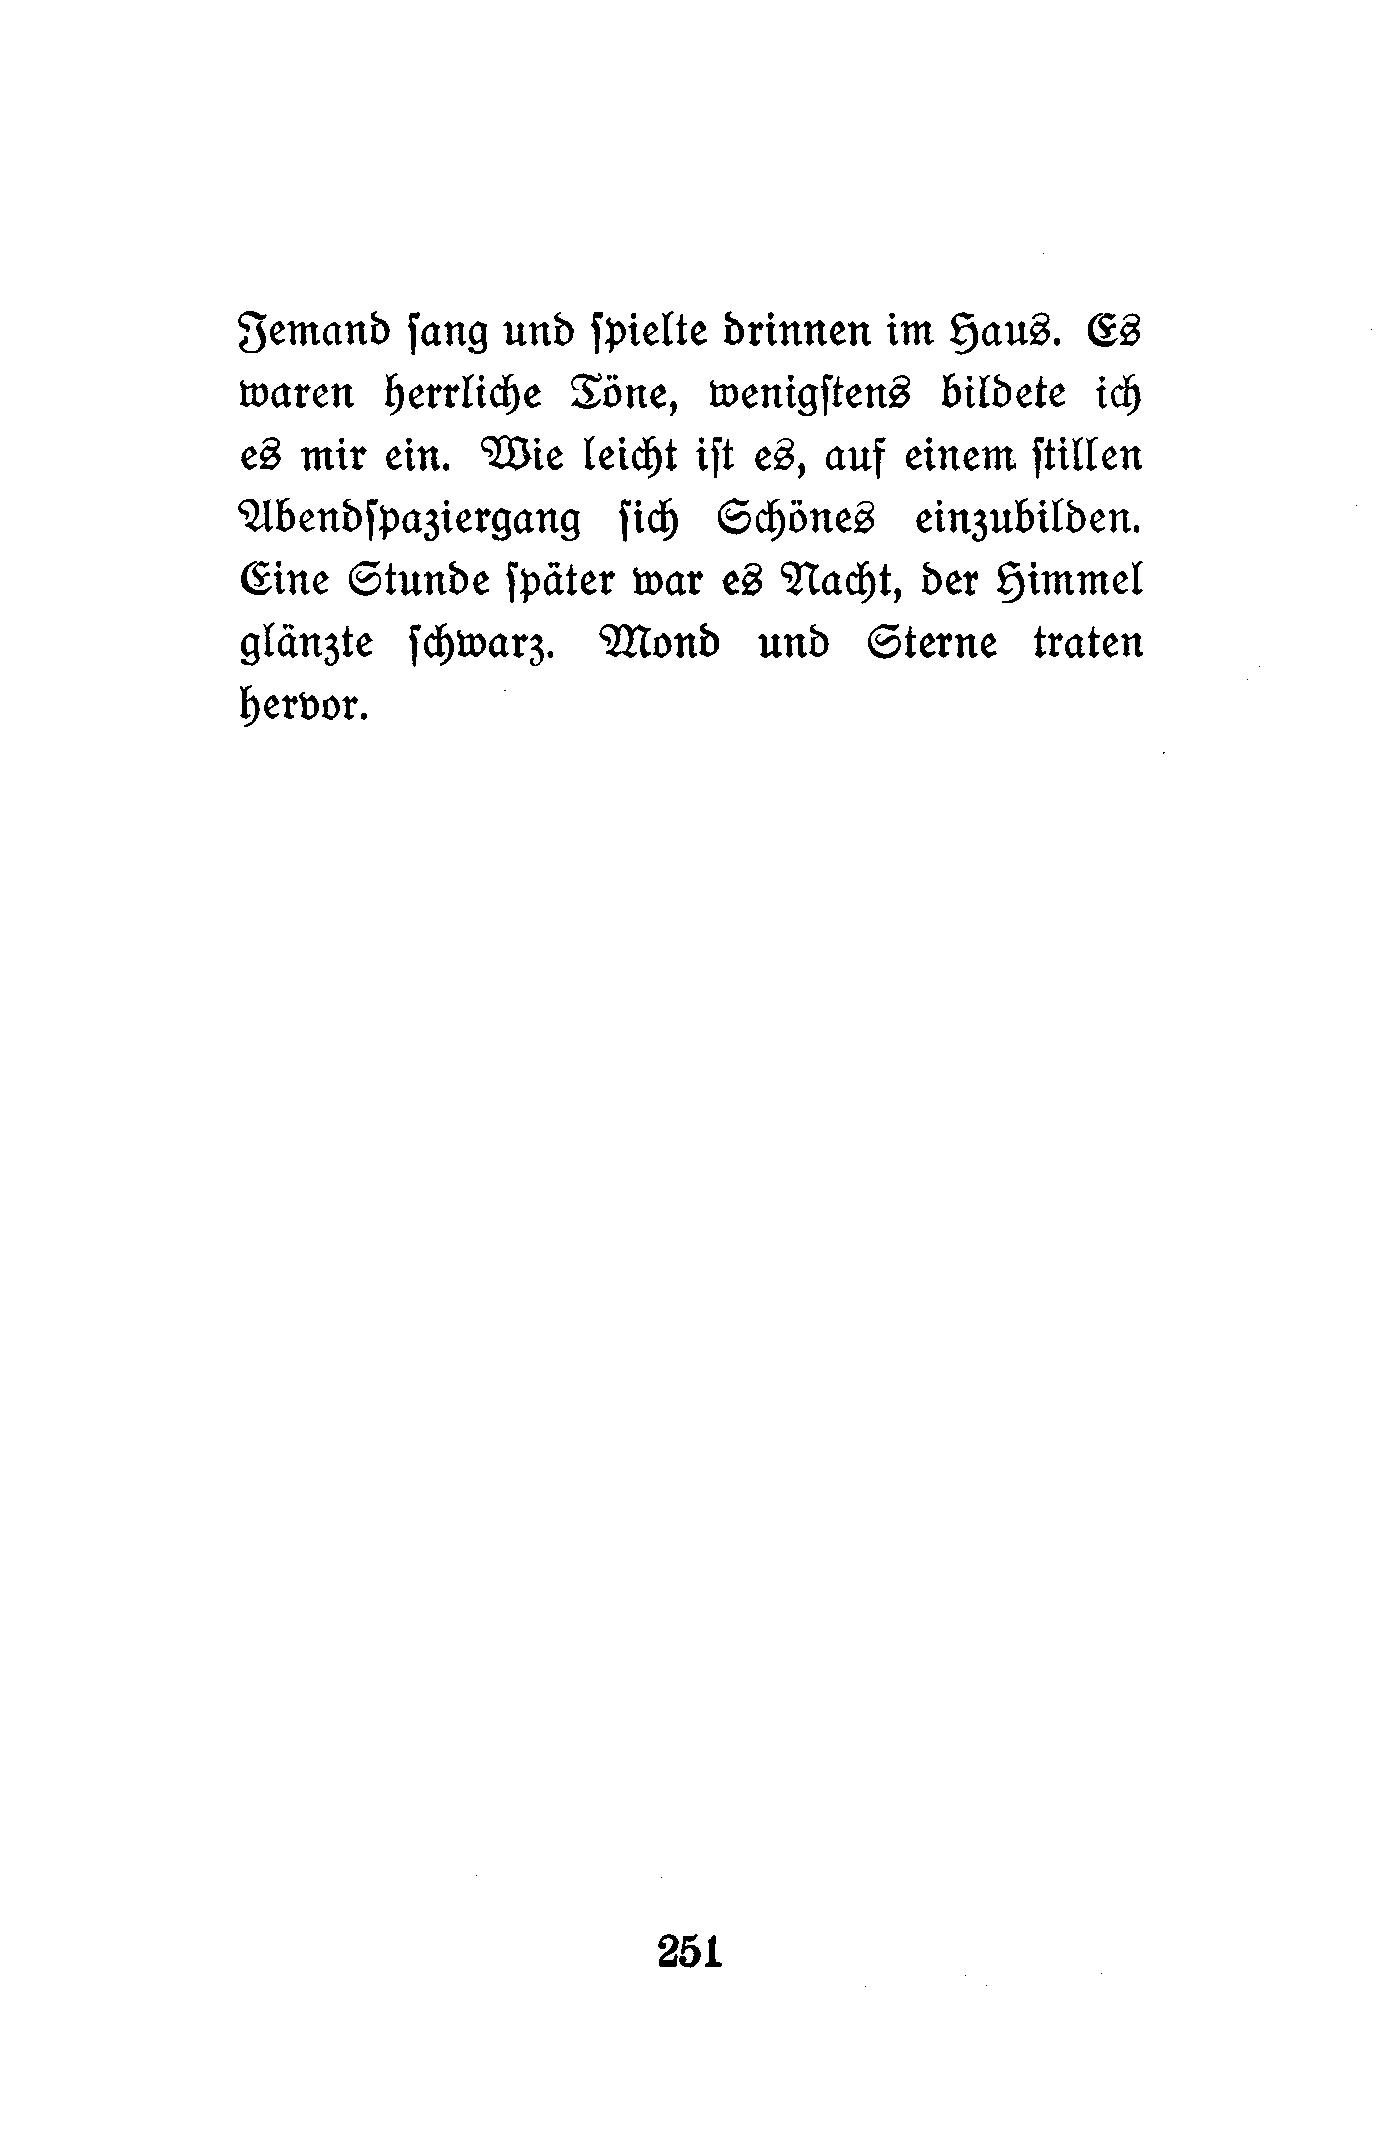 Jemand ſang und ſpielte drinnen im Haus. Es
waren herrliche Töne, wenigſtens bildete ich
es mir ein. Wie leicht iſt es, auf einem ſtillen
Abendſpaziergang ſich Schönes einzubilden.
Eine Stunde ſpäter war es Nacht, der Himmel
glänzte ſchwarz. Mond und Sterne traten
hervor.
251